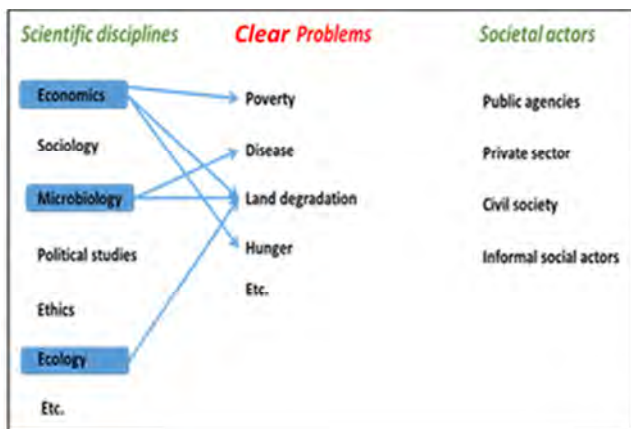 Scientific disciplines
Clear Problems
Societal actors
Economics
Sociology
Microbiology
Political studies
Ethics
Ecology
Etc.
Poverty
Disease
Land degradation
Hunger
Etc.
Public agencies
Private sector
Civil society
Informal social actors